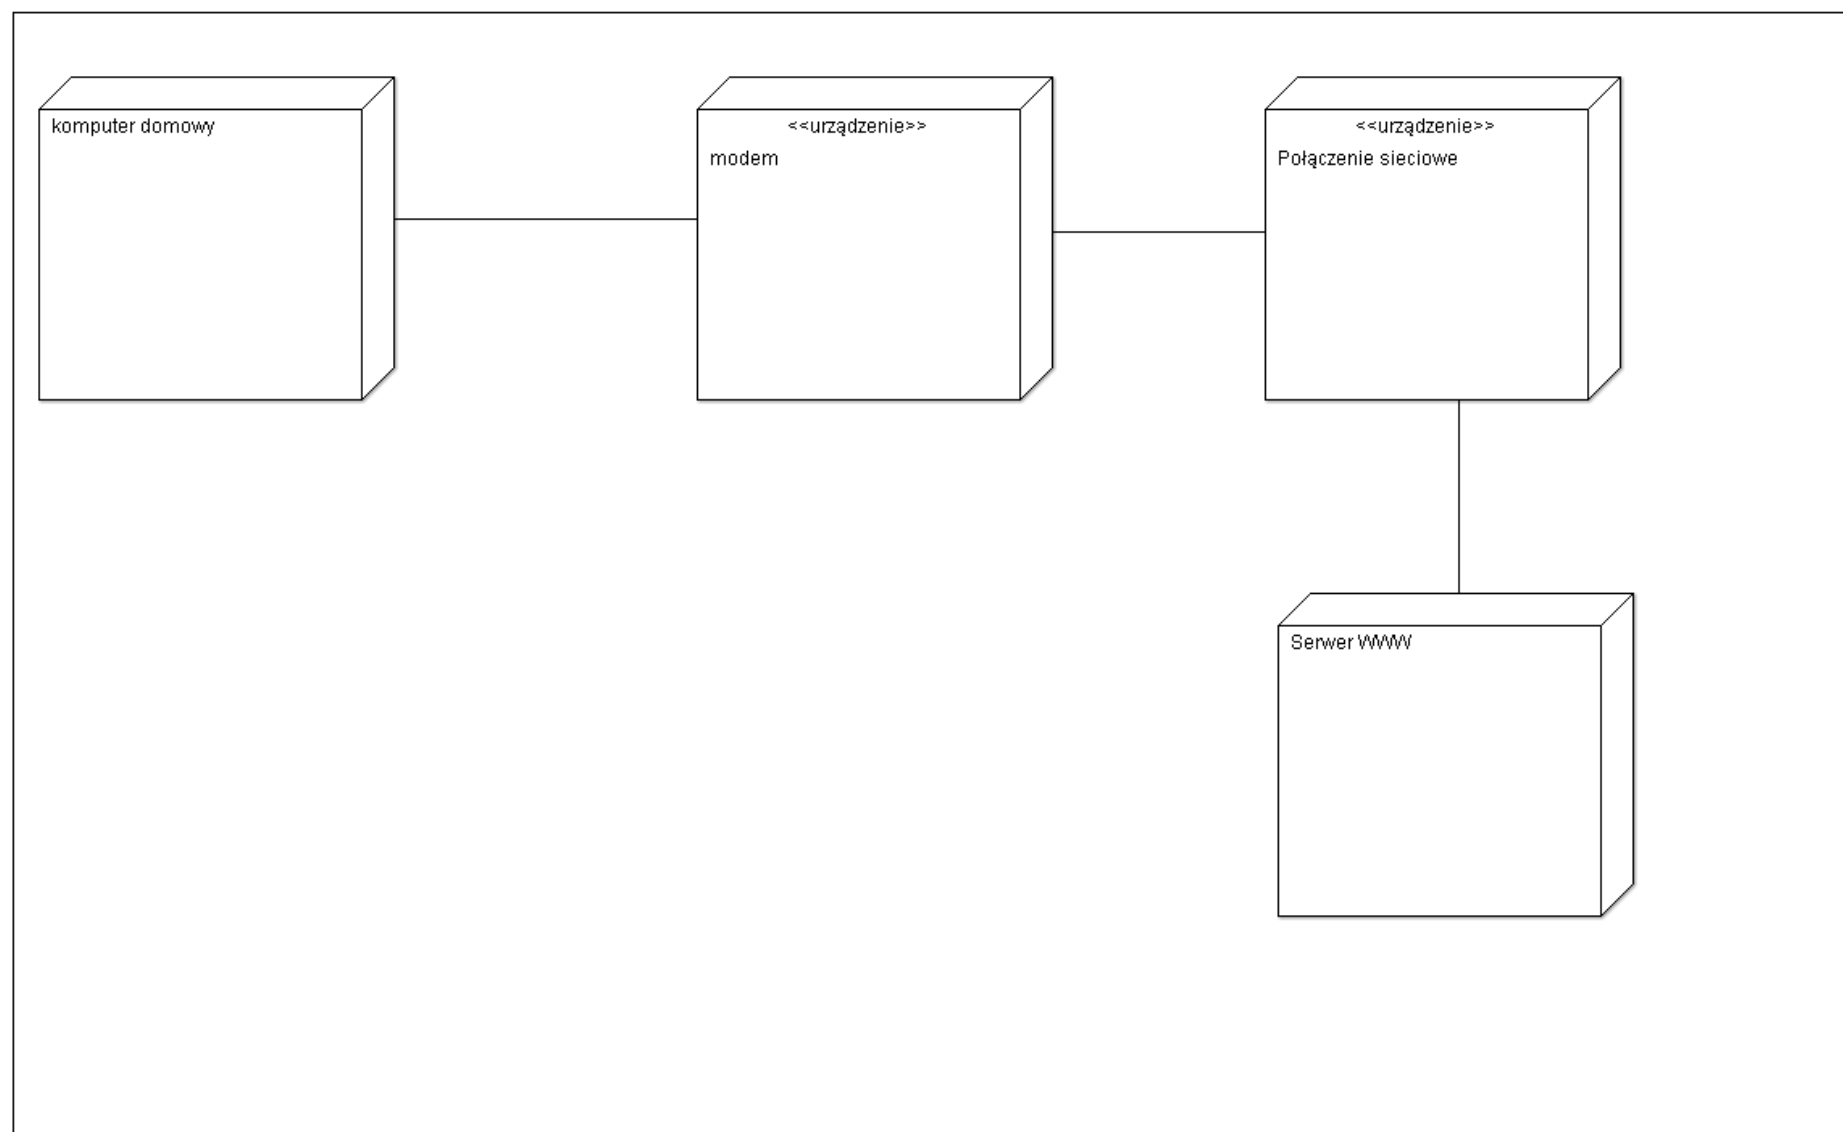 komputer domowy
<<urządzenie>>
modem
<<urządzenie>>
Połączenie sieciowe
Serwer WWW